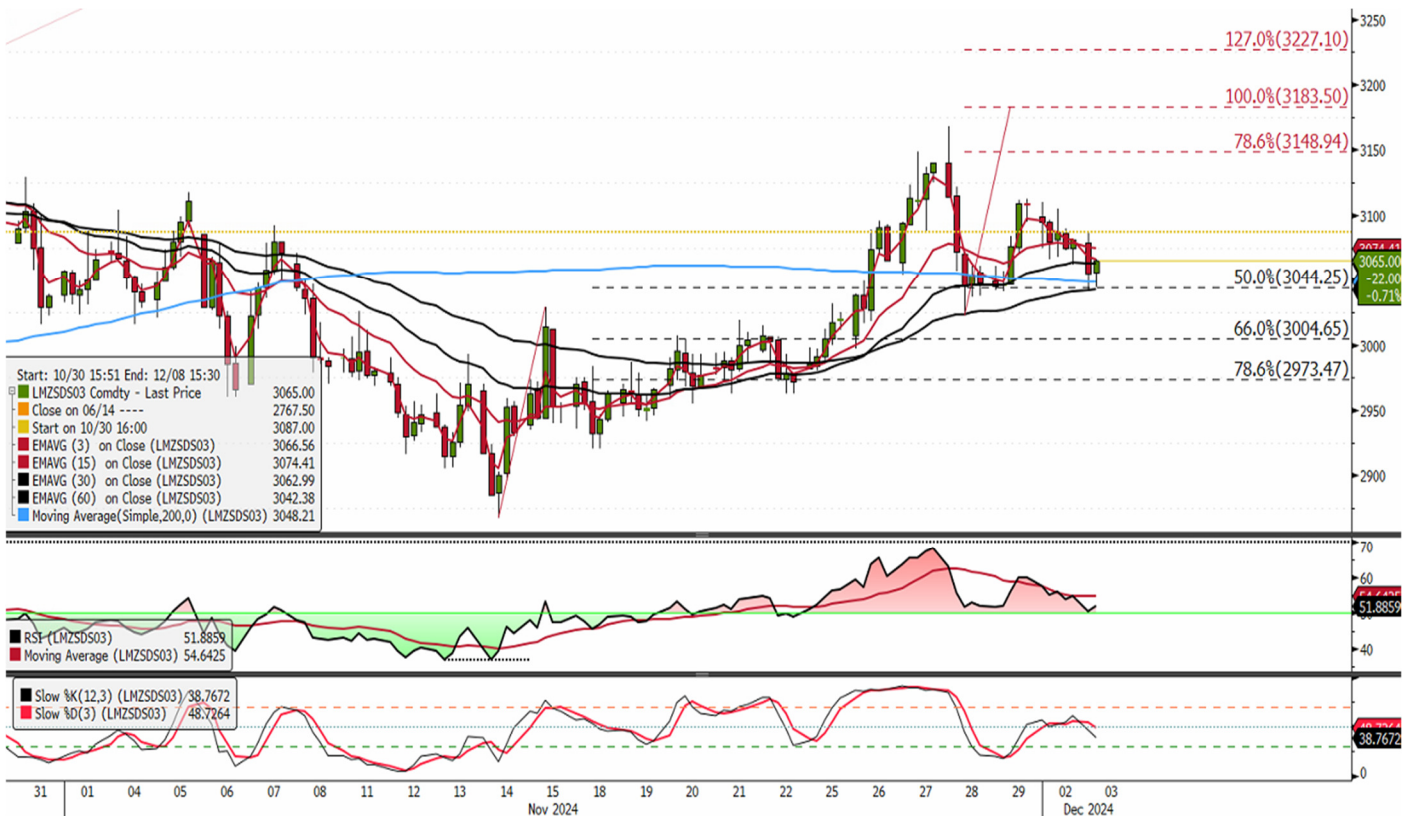 3250
127.0%(3227.10)
3200
100.0%(3183.50)
78.6%(3148.94)
3150
3100
3074.41
3065.00
-22.00
-0.71%
50.0%(3044.25)
66.0%(3004.65)
3000
78.6%(2973.47)
2950
2900
Start: 10/30 15:51 End: 12/08 15:30
LMZSDS03 Comdty - Last Price 3065.00
Close on 06/14 ---- 2767.50
Start on 10/30 16:00 3087.00
EMAVG (3) on Close (LMZSDS03) 3066.56
EMAVG (15) on Close (LMZSDS03) 3074.41
EMAVG (30) on Close (LMZSDS03) 3062.99
EMAVG (60) on Close (LMZSDS03) 3042.38
Moving Average(Simple,200,0) (LMZSDS03) 3048.21
70
60
54.6425
51.8859
40
RSI (LMZSDS03) 51.8859
Moving Average (LMZSDS03) 54.6425
Slow %K(12,3) (LMZSDS03) 38.7672
Slow %D(3) (LMZSDS03) 48.7264
48.7264
38.7672
0
31 01 04 05 06 07 08 11 12 13 14 15 18 19 20 21 22 25 26 27 28 29 02 03
Nov 2024 Dec 2024